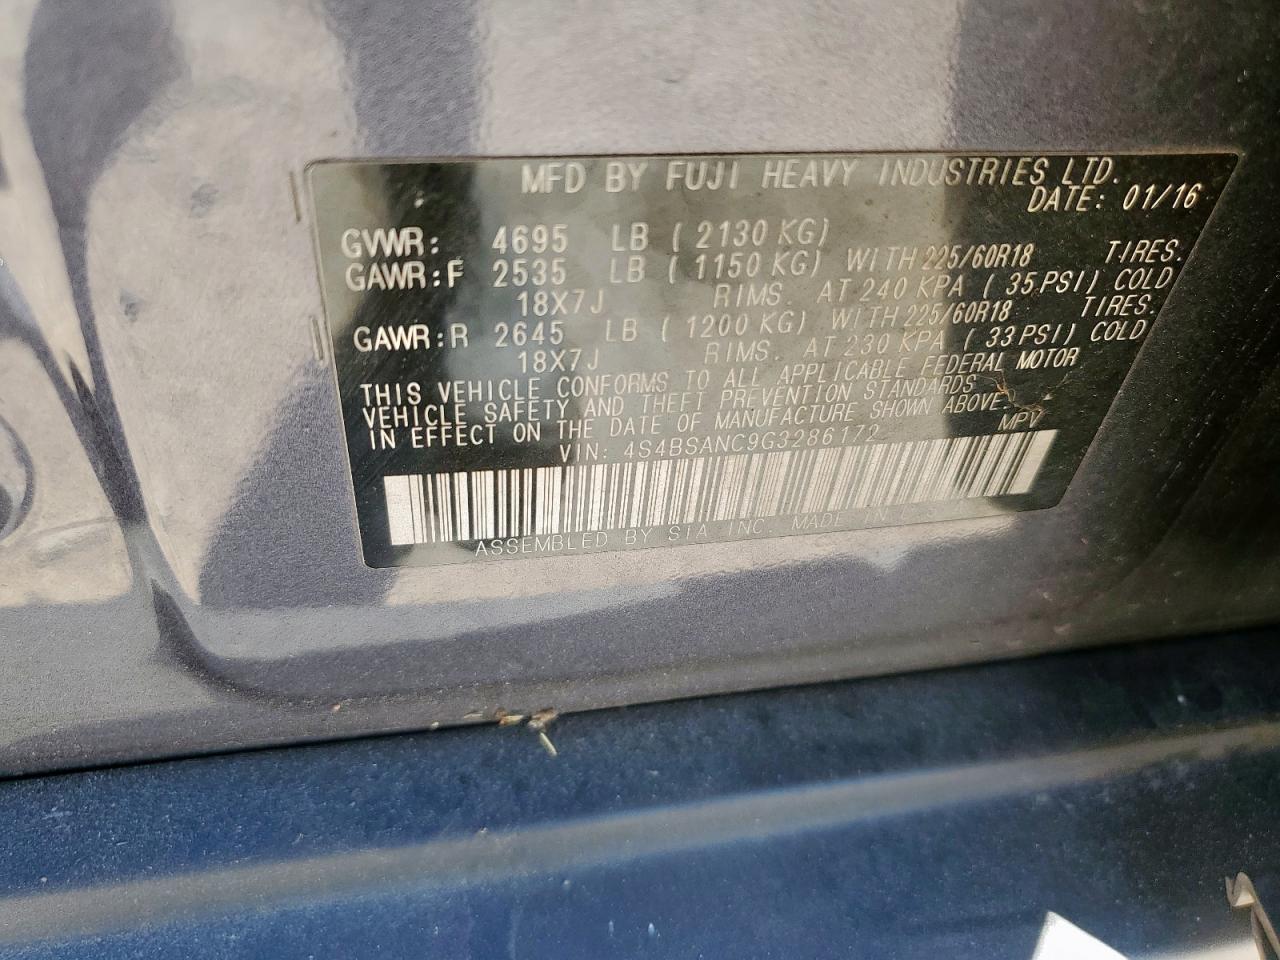 MFD BY FUJI HEAVY INDUSTRIES LTD.
DATE: 01/16
GVWR: 4695 LB ( 2130 KG)
GAWR:F 2535 LB ( 1150 KG) WITH 225/60R18 TIRES.
18X7J RIMS. AT 240 KPA ( 35 PSI) COLD
GAWR:R 2645 LB ( 1200 KG) WITH 225/60R18 TIRES.
18X7J RIMS. AT 230 KPA ( 33 PSI) COLD
THIS VEHICLE CONFORMS TO ALL APPLICABLE FEDERAL MOTOR
VEHICLE SAFETY AND THEFT PREVENTION STANDARDS
IN EFFECT ON THE DATE OF MANUFACTURE SHOWN ABOVE.
VIN: 4S4BSANC9G3286172 MPV
ASSEMBLED BY SIA INC. MADE IN